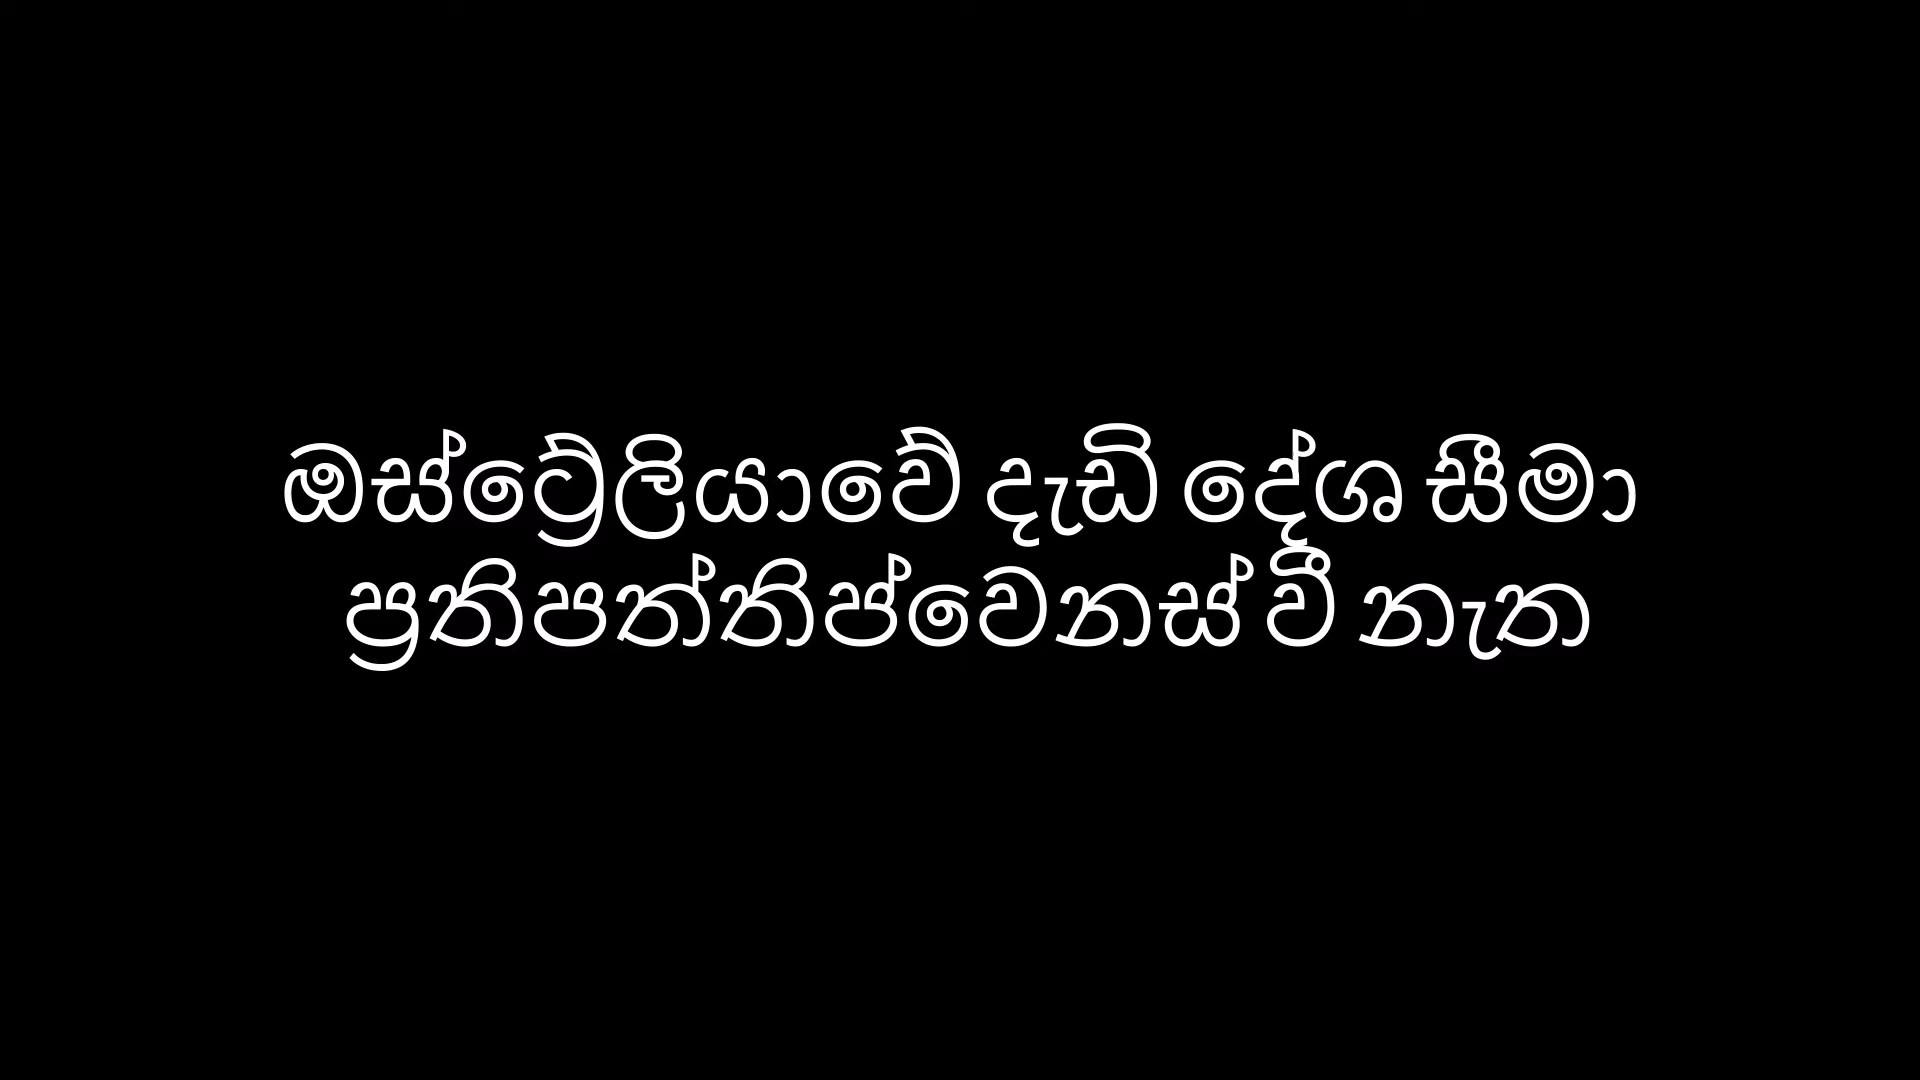 ඔස්ට්‍රේලියාවේ දැඩි දේශ සීමා
ප්‍රතිපත්තිප්වෙනස් වී නැත